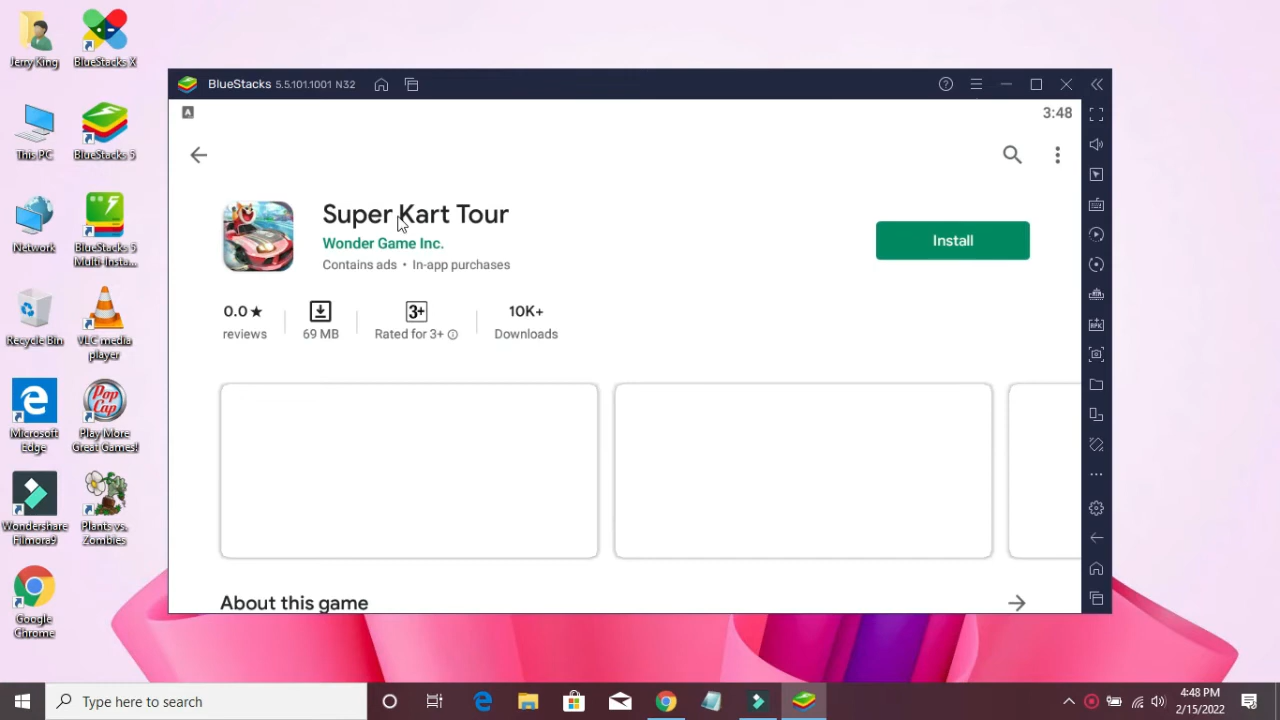 Jerry King
BlueStacks X
This PC
BlueStacks 5
Network
BlueStacks 5
Multi-Insta...
Recycle Bin
VLC media
player
Microsoft
Edge
Play More
Great Games!
Pop
Cap
Wondershare
Filmora9
Plants vs.
Zombies
Google
Chrome
BlueStacks 5.5.101.1001 N32
A
3:48
Super Kart Tour
Wonder Game Inc.
Contains ads • In-app purchases
Install
0.0★
reviews
69 MB
3+
Rated for 3+
10K+
Downloads
About this game
APK
Type here to search
4:48 PM
2/15/2022